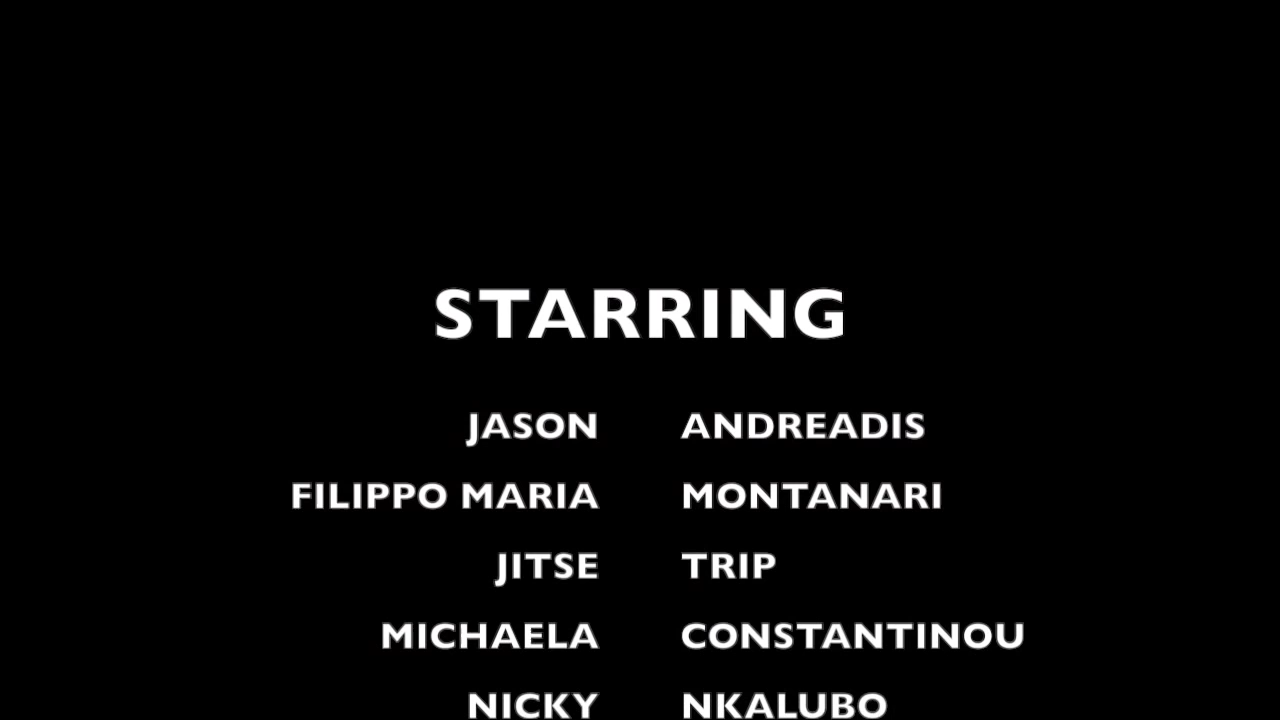 STARRING
JASON ANDREADIS
FILIPPO MARIA MONTANARI
JITSE TRIP
MICHAELA CONSTANTINOU
NICKY NKALUBO